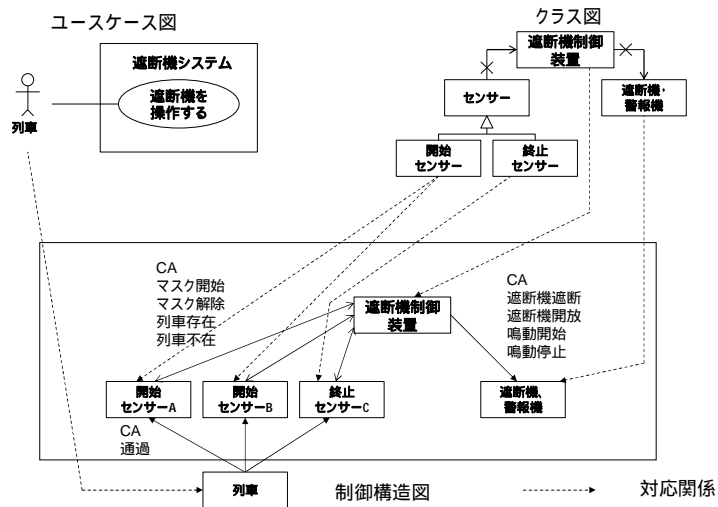 ユースケース図
クラス図
遮断機システム
遮断機を
操作する
列車
遮断機制御
装置
センサー
遮断機・
警報機
開始
センサー
終止
センサー
CA
マスク開始
マスク解除
列車存在
列車不在
遮断機制御
装置
CA
遮断機遮断
遮断機開放
鳴動開始
鳴動停止
開始
センサーA
開始
センサーB
終止
センサーC
遮断機、
警報機
CA
通過
列車
制御構造図
対応関係